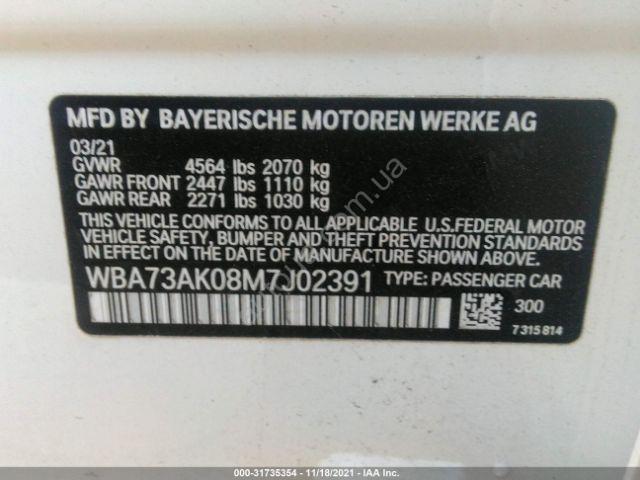 MFD BY BAYERISCHE MOTOREN WERKE AG
03/21
GVWR 4564 lbs 2070 kg
GAWR FRONT 2447 lbs 1110 kg
GAWR REAR 2271 lbs 1030 kg
THIS VEHICLE CONFORMS TO ALL APPLICABLE U.S.FEDERAL MOTOR
VEHICLE SAFETY, BUMPER, AND THEFT PREVENTION STANDARDS
IN EFFECT ON THE DATE OF MANUFACTURE SHOWN ABOVE.
WBA73AK08M7J02391 TYPE: PASSENGER CAR
300
7315814
000-31735354 - 11/18/2021 - IAAI.COM